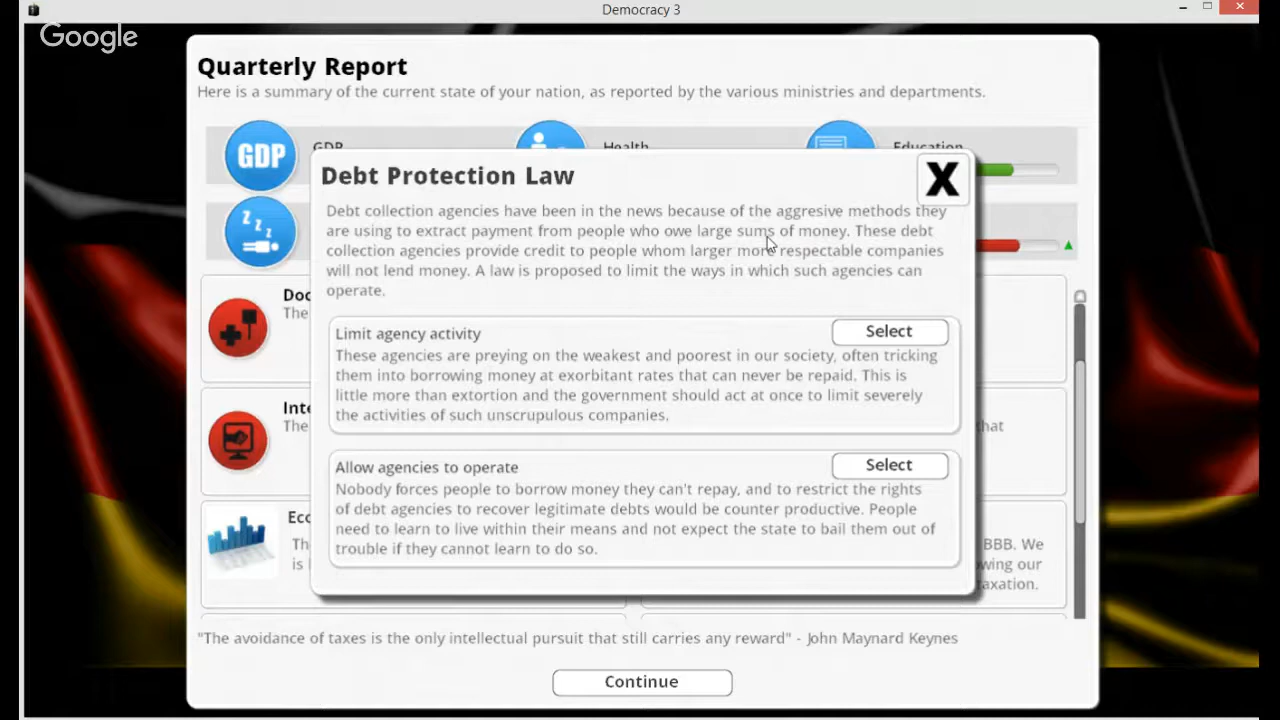 Democracy 3
Google
Quarterly Report
Here is a summary of the current state of your nation, as reported by the various ministries and departments.
GDP
GDP
Health
Education
z z z
Debt Protection Law
X
Debt collection agencies have been in the news because of the aggresive methods they
are using to extract payment from people who owe large sums of money. These debt
collection agencies provide credit to people whom larger more respectable companies
will not lend money. A law is proposed to limit the ways in which such agencies can
operate.
Doc
The
Limit agency activity
Select
These agencies are preying on the weakest and poorest in our society, often tricking
them into borrowing money at exorbitant rates that can never be repaid. This is
little more than extortion and the government should act at once to limit severely
the activities of such unscrupulous companies.
Inte
The
that
Allow agencies to operate
Select
Nobody forces people to borrow money they can't repay, and to restrict the rights
of debt agencies to recover legitimate debts would be counter productive. People
need to learn to live within their means and not expect the state to bail them out of
trouble if they cannot learn to do so.
Eco
Th
is
BBB. We
wing our
taxation.
"The avoidance of taxes is the only intellectual pursuit that still carries any reward" - John Maynard Keynes
Continue